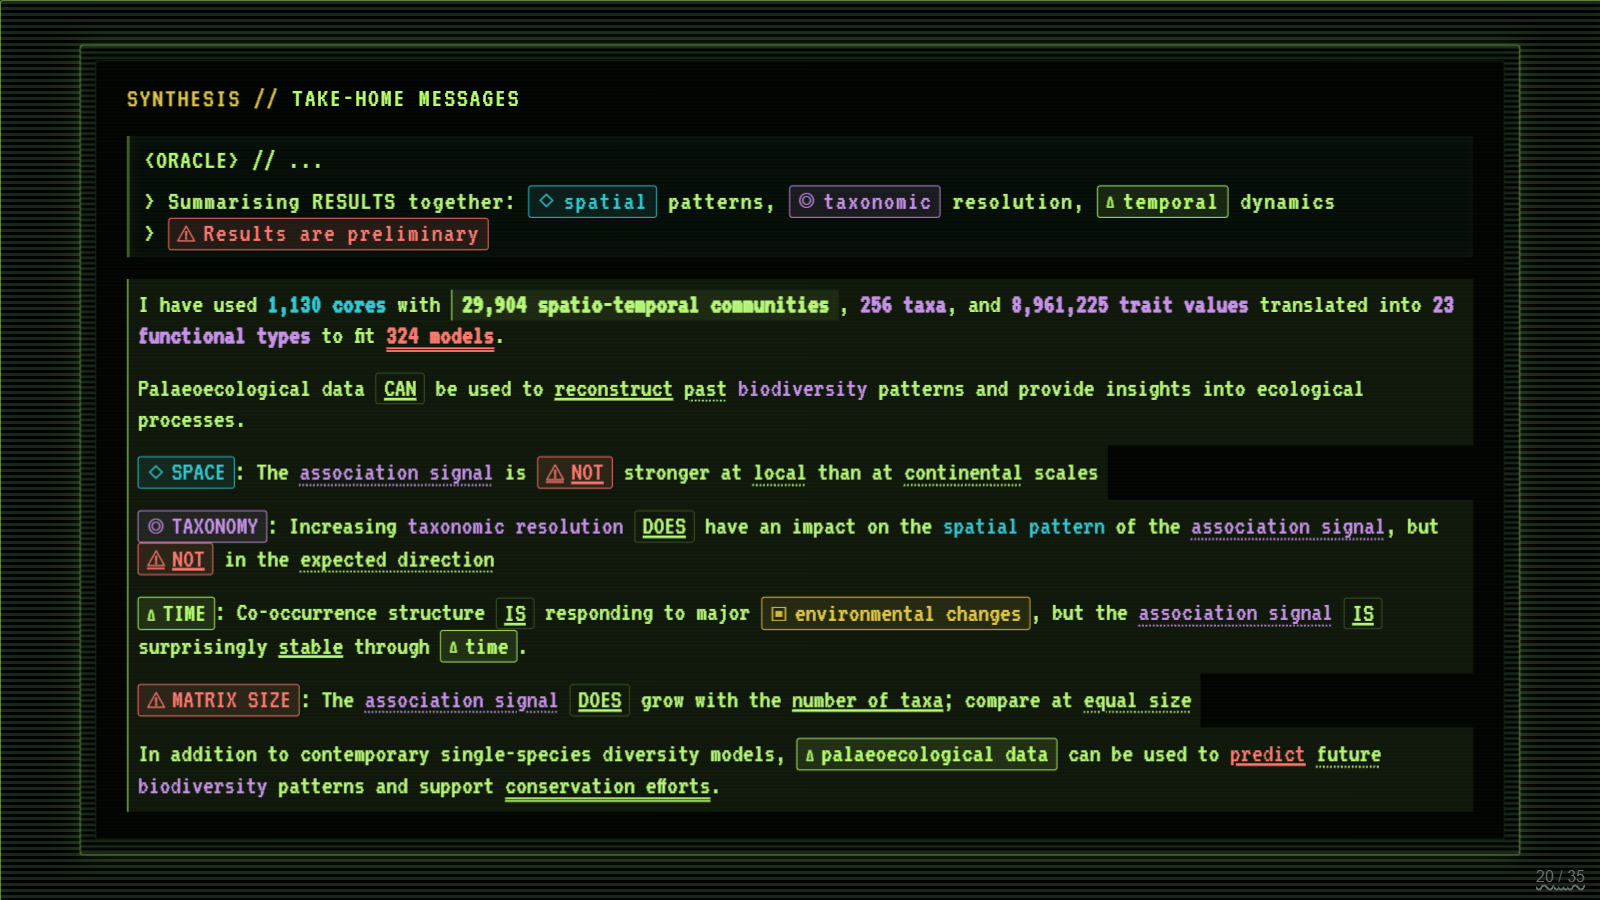 SYNTHESIS // TAKE-HOME MESSAGES
<ORACLE> // ...
> Summarising RESULTS together: ◇ spatial patterns, ◎ taxonomic resolution, Δ temporal dynamics
> ⚠ Results are preliminary
I have used 1,130 cores with 29,904 spatio-temporal communities , 256 taxa, and 8,961,225 trait values translated into 23
functional types to fit 324 models.
Palaeoecological data CAN be used to reconstruct past biodiversity patterns and provide insights into ecological
processes.
◇ SPACE: The association signal is ⚠ NOT stronger at local than at continental scales
◎ TAXONOMY: Increasing taxonomic resolution DOES have an impact on the spatial pattern of the association signal, but
⚠ NOT in the expected direction
Δ TIME: Co-occurrence structure IS responding to major ▣ environmental changes, but the association signal IS
surprisingly stable through Δ time.
⚠ MATRIX SIZE: The association signal DOES grow with the number of taxa; compare at equal size
In addition to contemporary single-species diversity models, Δ palaeoecological data can be used to predict future
biodiversity patterns and support conservation efforts.
20 / 35